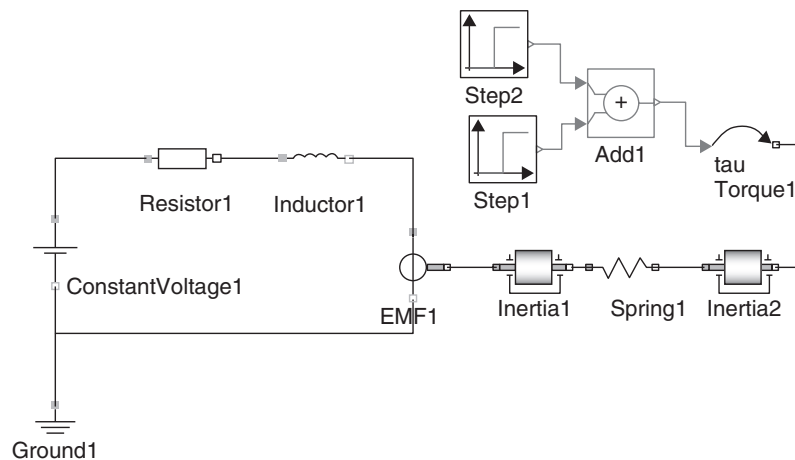 Step2
+
Step1
Add1
tau
Torque1
Resistor1
Inductor1
ConstantVoltage1
EMF1
Inertia1
Spring1
Inertia2
Ground1